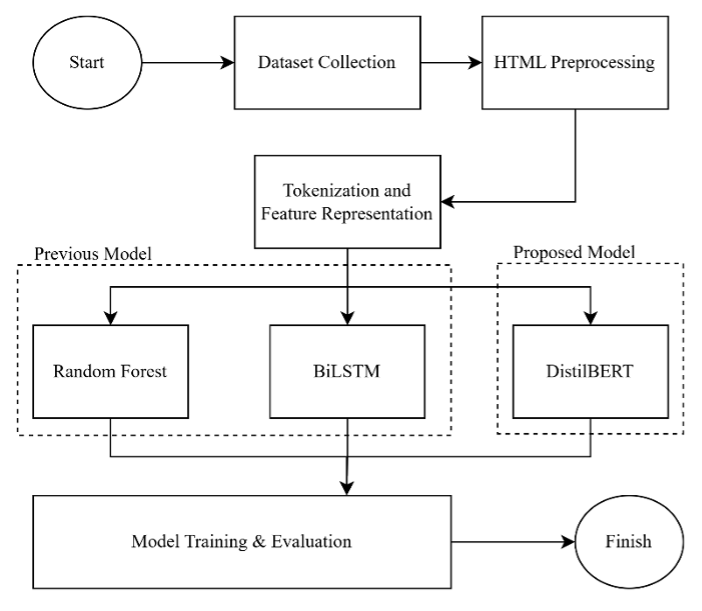 Start
Dataset Collection
HTML Preprocessing
Tokenization and
Feature Representation
Previous Model
Proposed Model
Random Forest
BiLSTM
DistilBERT
Model Training & Evaluation
Finish